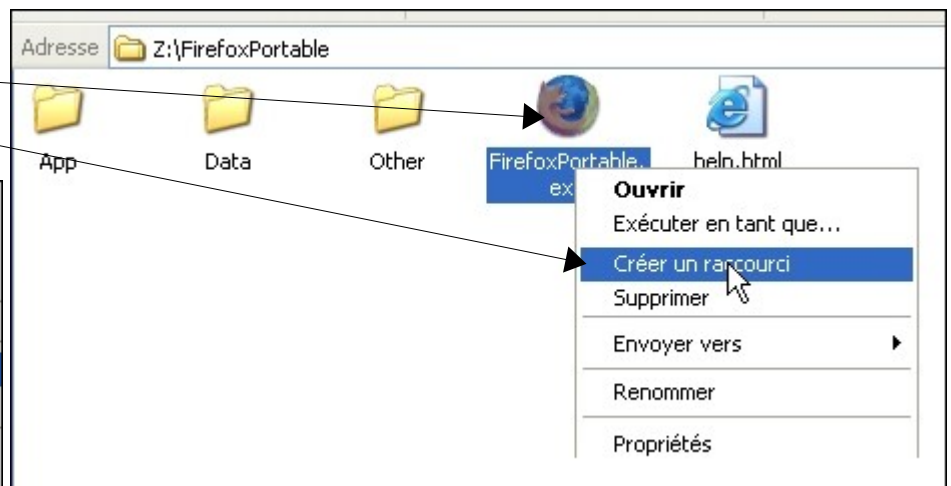 Adresse Z:\FirefoxPortable
App Data Other FirefoxPortable. help.html
ex
Ouvrir
Exécuter en tant que...
Créer un raccourci
Supprimer
Envoyer vers
Renommer
Propriétés